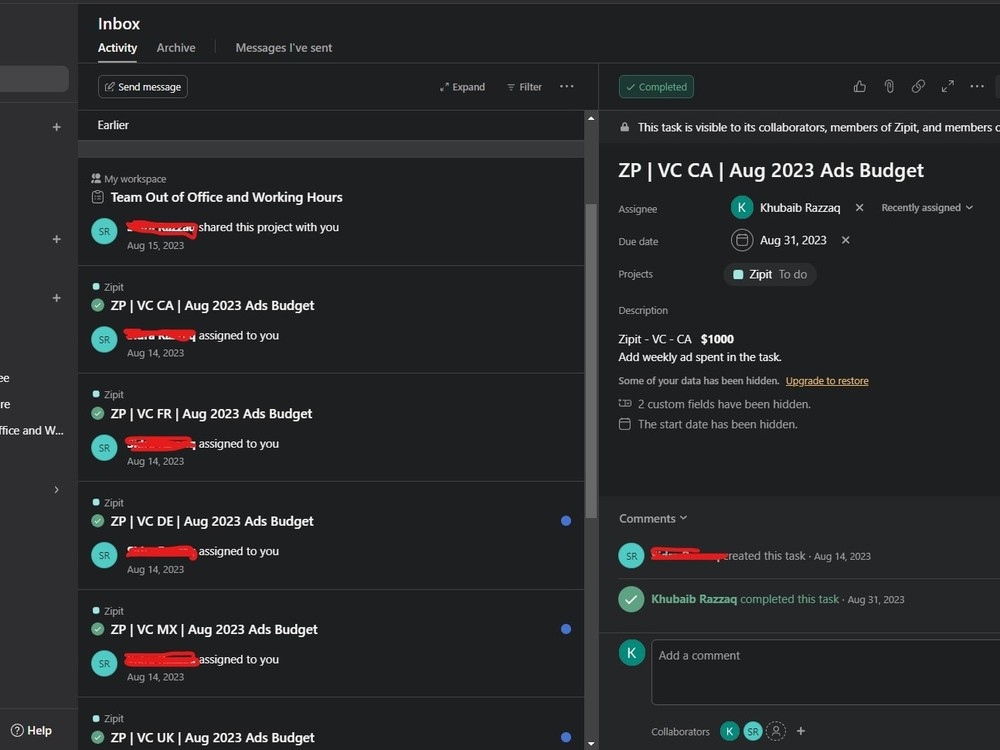 Inbox
Activity
Archive
Messages I've sent
Send message
Expand
Filter
Earlier
My workspace
Team Out of Office and Working Hours
SR
shared this project with you
Aug 15, 2023
Zipit
ZP | VC CA | Aug 2023 Ads Budget
SR
assigned to you
Aug 14, 2023
Zipit
ZP | VC FR | Aug 2023 Ads Budget
SR
assigned to you
Aug 14, 2023
Zipit
ZP | VC DE | Aug 2023 Ads Budget
SR
assigned to you
Aug 14, 2023
Zipit
ZP | VC MX | Aug 2023 Ads Budget
SR
assigned to you
Aug 14, 2023
Zipit
ZP | VC UK | Aug 2023 Ads Budget
ee
re
ffice and W...
Help
Completed
This task is visible to its collaborators, members of Zipit, and members o
ZP | VC CA | Aug 2023 Ads Budget
Assignee
K
Khubaib Razzaq
Recently assigned
Due date
Aug 31, 2023
Projects
Zipit To do
Description
Zipit - VC - CA $1000
Add weekly ad spent in the task.
Some of your data has been hidden. Upgrade to restore
2 custom fields have been hidden.
The start date has been hidden.
Comments
SR
created this task · Aug 14, 2023
Khubaib Razzaq completed this task · Aug 31, 2023
K
Add a comment
Collaborators
K
SR